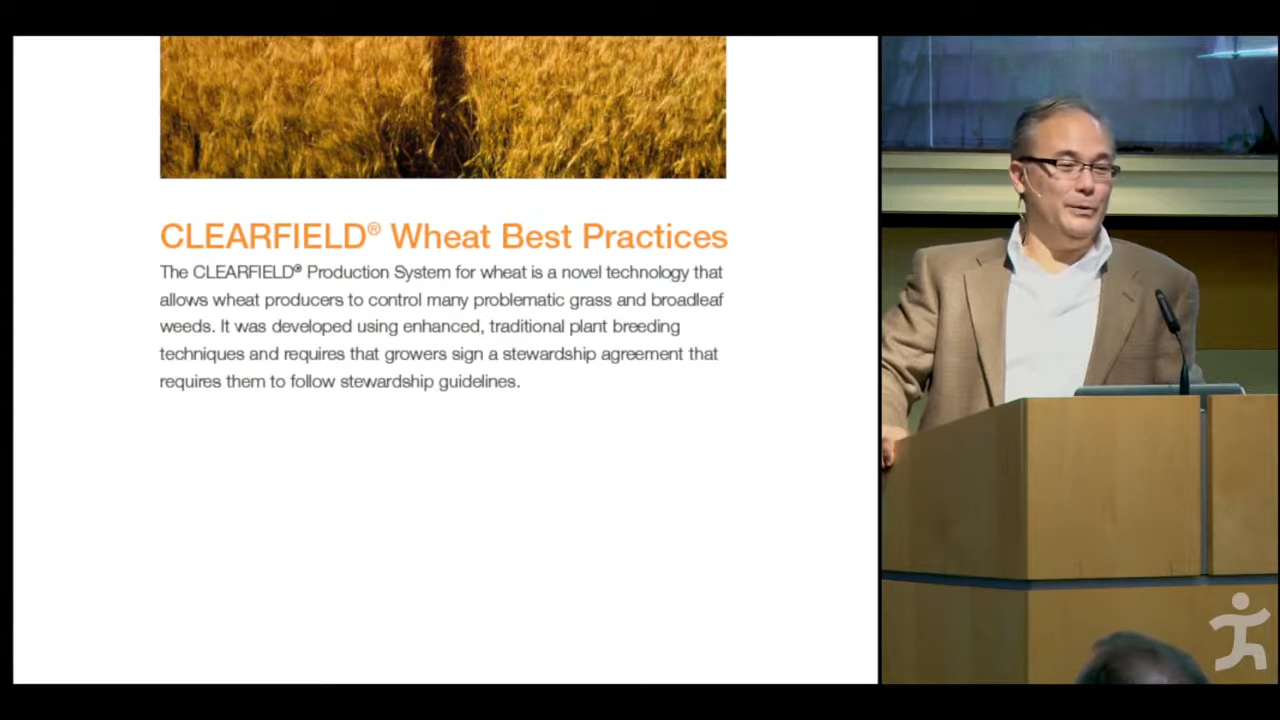 CLEARFIELD® Wheat Best Practices
The CLEARFIELD® Production System for wheat is a novel technology that
allows wheat producers to control many problematic grass and broadleaf
weeds. It was developed using enhanced, traditional plant breeding
techniques and requires that growers sign a stewardship agreement that
requires them to follow stewardship guidelines.